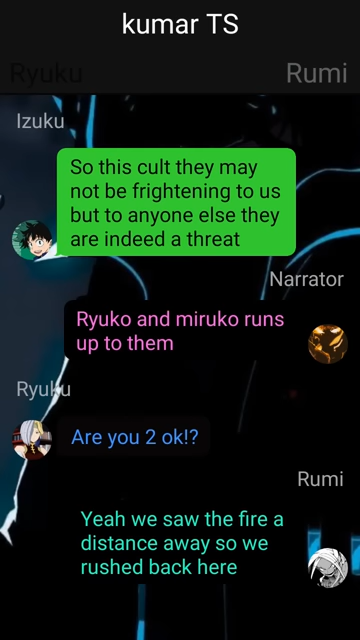 kumar TS
Ryuku
Rumi
Izuku
So this cult they may
not be frightening to us
but to anyone else they
are indeed a threat
Narrator
Ryuko and miruko runs
up to them
Ryuku
Are you 2 ok!?
Rumi
Yeah we saw the fire a
distance away so we
rushed back here